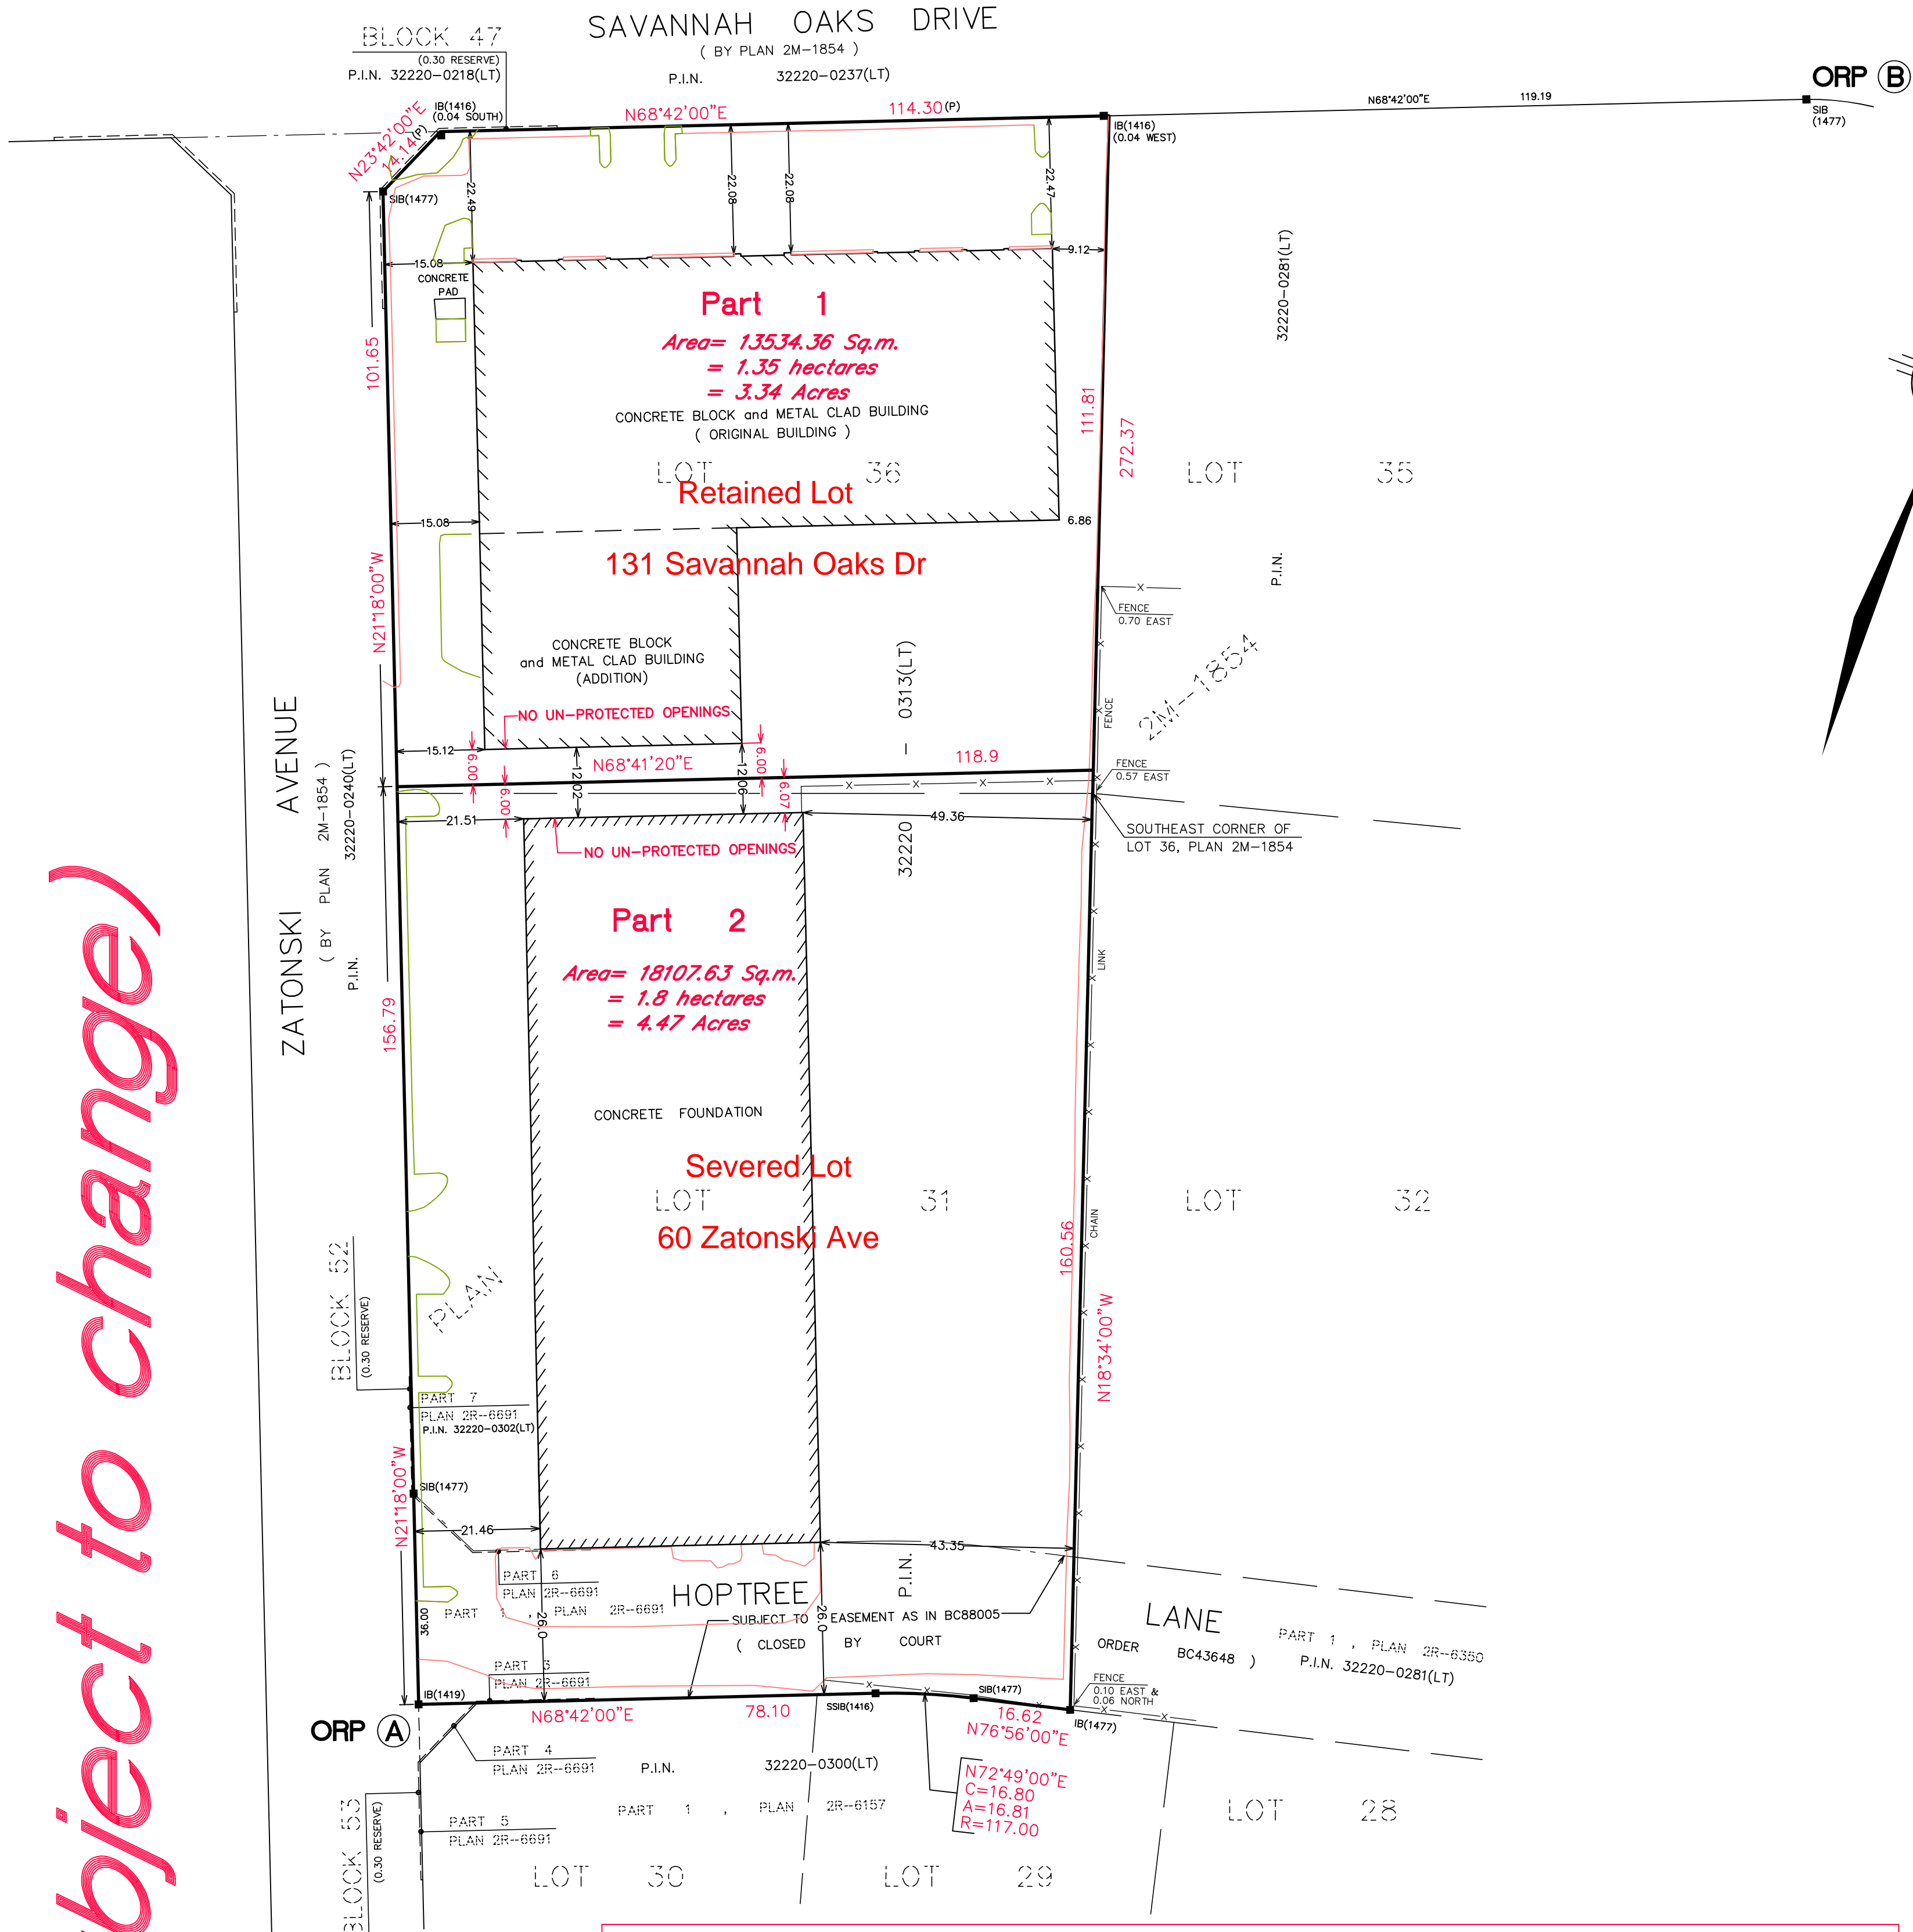 SAVANNAH OAKS DRIVE
( BY PLAN 2M-1854 )
P.I.N. 32220-0237(LT)
BLOCK 47
(0.30 RESERVE)
P.I.N. 32220-0218(LT)
ORP B
IB(1416)
(0.04 SOUTH)
N68°42'00"E 114.30 (P)
N68°42'00"E 119.19
SIB
(1477)
IB(1416)
(0.04 WEST)
N23°42'00"E
14.14(P)
SIB(1477)
22.49
22.08
22.08
22.47
15.08
9.12
CONCRETE
PAD
Part 1
Area= 13534.36 Sq.m.
= 1.35 hectares
= 3.34 Acres
CONCRETE BLOCK and METAL CLAD BUILDING
( ORIGINAL BUILDING )
LOT 36
Retained Lot
131 Savannah Oaks Dr
LOT 35
32220-0281(LT)
P.I.N.
101.65
111.81
272.37
15.08
6.86
N21°18'00"W
FENCE
0.70 EAST
CONCRETE BLOCK
and METAL CLAD BUILDING
(ADDITION)
0313(LT)
2M-1854
FENCE
NO UN-PROTECTED OPENINGS
15.12
6.00
N68°41'20"E
118.9
12.02
12.06
6.00
6.00
6.07
FENCE
0.57 EAST
ZATONSKI AVENUE
( BY PLAN 2M-1854 )
P.I.N. 32220-0240(LT)
21.51
49.36
SOUTHEAST CORNER OF
LOT 36, PLAN 2M-1854
NO UN-PROTECTED OPENINGS
32220 -
Part 2
Area= 18107.63 Sq.m.
= 1.8 hectares
= 4.47 Acres
156.79
LINK
CONCRETE FOUNDATION
Severed Lot
LOT 31
60 Zatonski Ave
LOT 32
160.56
CHAIN
N18°34'00"W
BLOCK 52
(0.30 RESERVE)
PLAN
PART 7
PLAN 2R-6691
P.I.N. 32220-0302(LT)
SIB(1477)
N21°18'00"W
21.46
43.35
P.I.N.
PART 6
PLAN 2R-6691
HOPTREE
LANE
PART 1 , PLAN 2R-6691
36.00
26.0
26.0
SUBJECT TO EASEMENT AS IN BC88005
( CLOSED BY COURT
ORDER BC43648 )
PART 1 , PLAN 2R-6350
P.I.N. 32220-0281(LT)
PART 3
PLAN 2R-6691
IB(1419)
ORP A
N68°42'00"E 78.10
SSIB(1416)
SIB(1477)
16.62
N76°56'00"E
FENCE
0.10 EAST &
0.06 NORTH
IB(1477)
PART 4
PLAN 2R-6691
P.I.N. 32220-0300(LT)
N72°49'00"E
C=16.80
A=16.81
R=117.00
PART 5
PLAN 2R-6691
PART 1 , PLAN 2R-6157
BLOCK 53
(0.30 RESERVE)
LOT 30
LOT 29
LOT 28
bject to change)